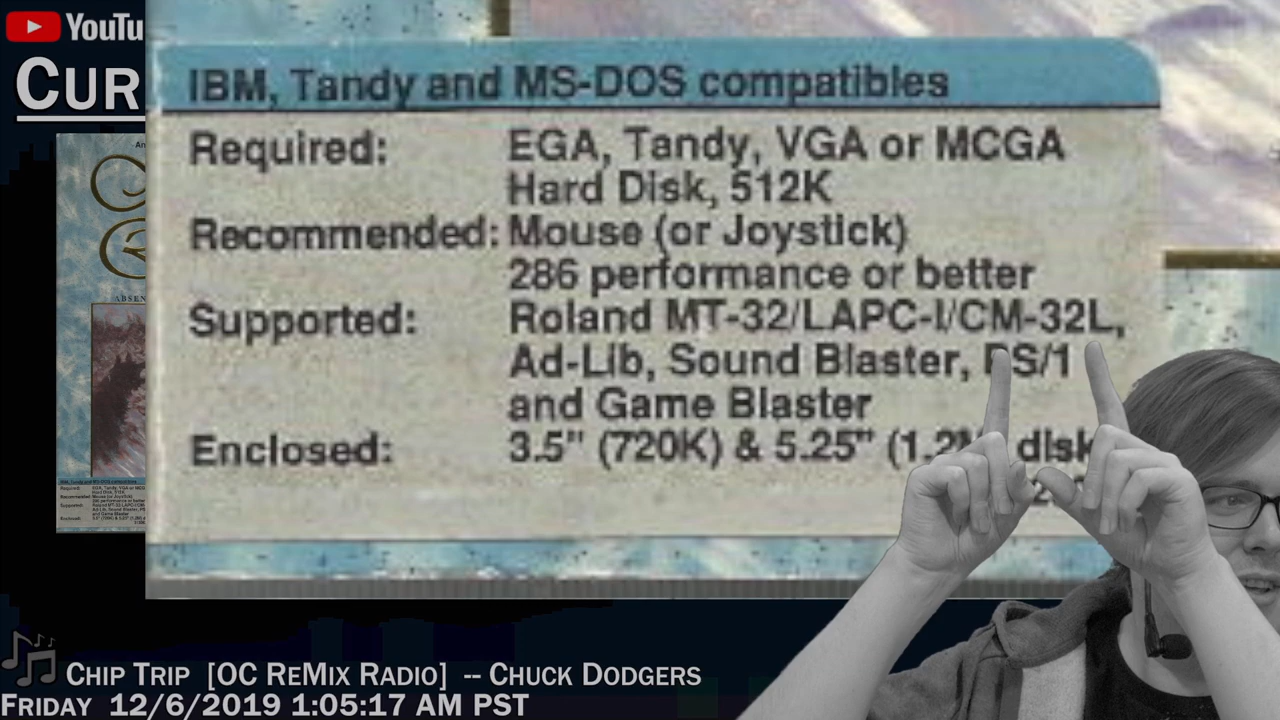 YouTu
CUR
IBM, Tandy and MS-DOS compatibles
Required: EGA, Tandy, VGA or MCGA
Hard Disk, 512K
Recommended: Mouse (or Joystick)
286 performance or better
Supported: Roland MT-32/LAPC-I/CM-32L,
Ad-Lib, Sound Blaster, PS/1
and Game Blaster
Enclosed: 3.5" (720K) & 5.25" (1.2M) disk
CHIP TRIP [OC REMIX RADIO] -- CHUCK DODGERS
FRIDAY 12/6/2019 1:05:17 AM PST